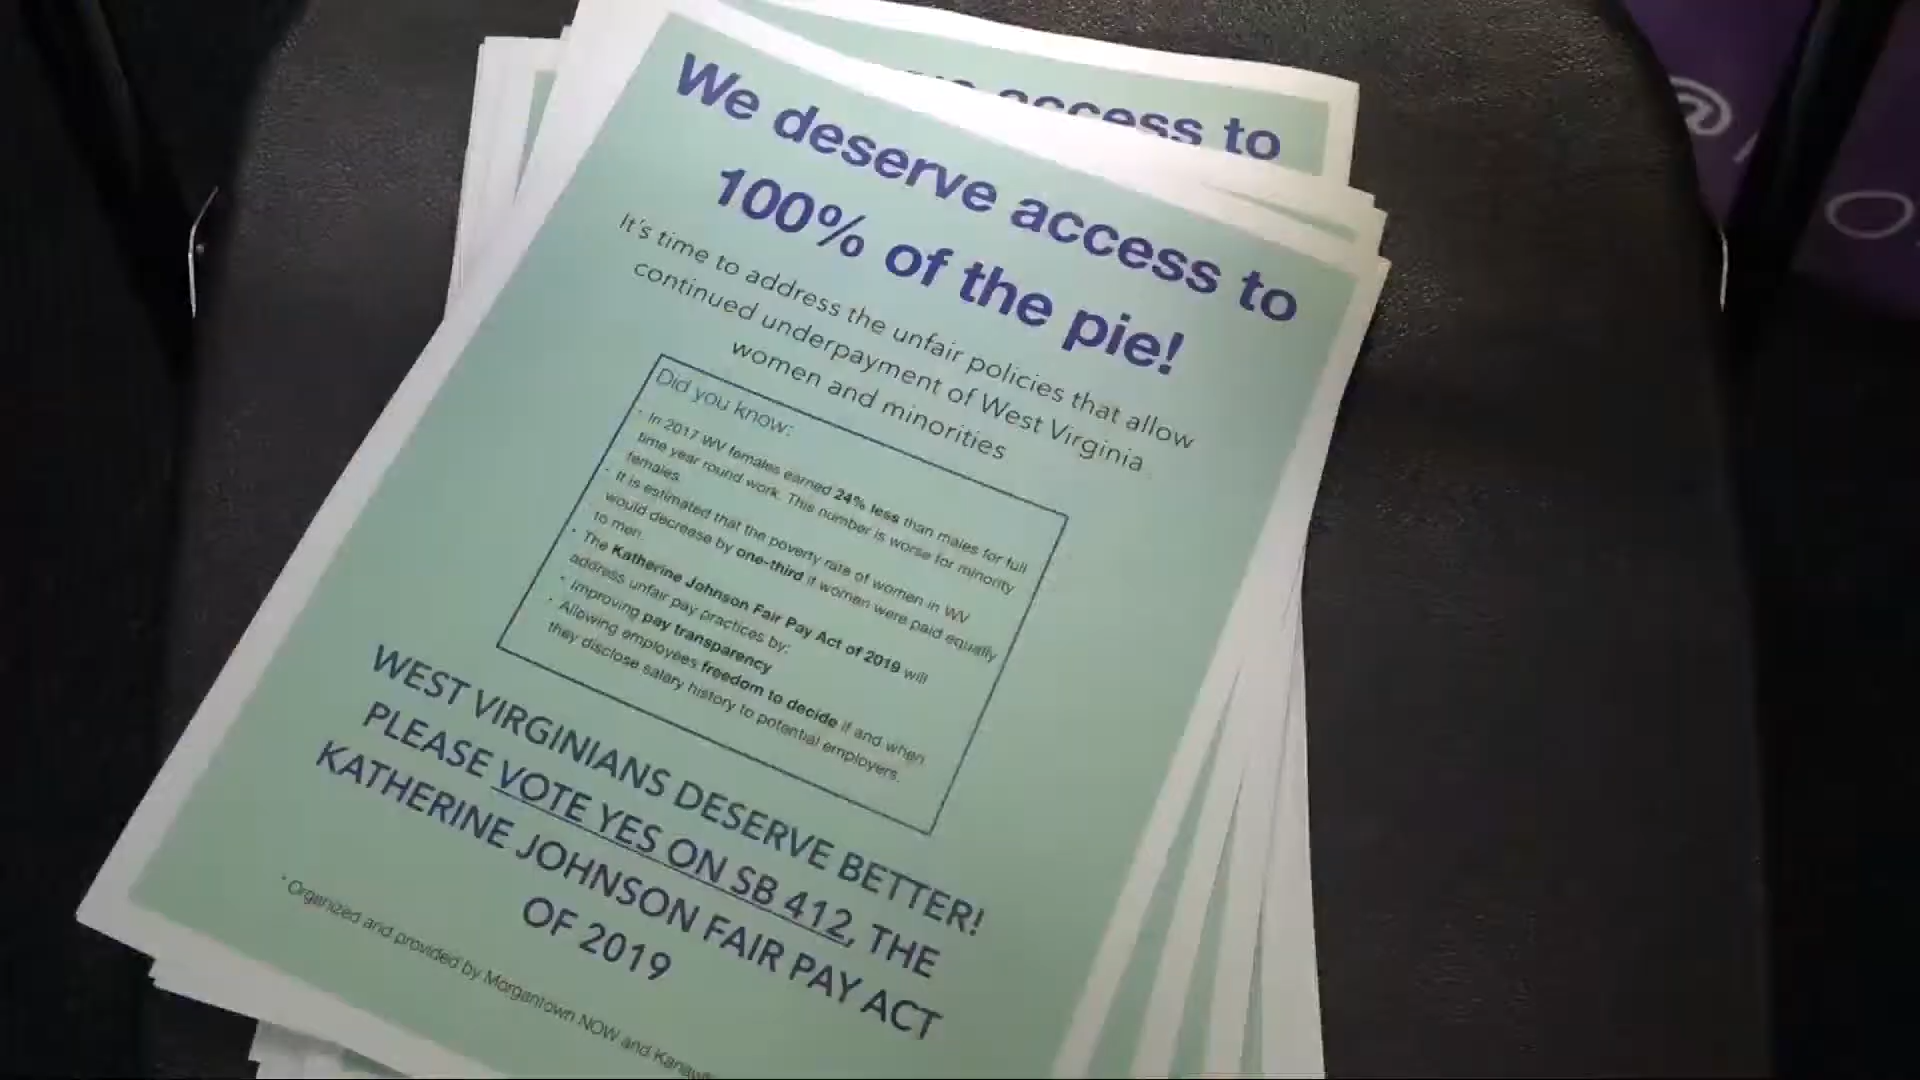 access to
We deserve access to
100% of the pie!
It's time to address the unfair policies that allow
continued underpayment of West Virginia
women and minorities
Did you know:
• In 2017 WV females earned 24% less than males for full
time year round work. This number is worse for minority
females.
• It is estimated that the poverty rate of women in WV
would decrease by one-third if women were paid equally
to men.
• The Katherine Johnson Fair Pay Act of 2019 will
address unfair pay practices by:
• Improving pay transparency
• Allowing employees freedom to decide if and when
they disclose salary history to potential employers.
WEST VIRGINIANS DESERVE BETTER!
PLEASE VOTE YES ON SB 412, THE
KATHERINE JOHNSON FAIR PAY ACT
OF 2019
* Organized and provided by Morgantown NOW and
@